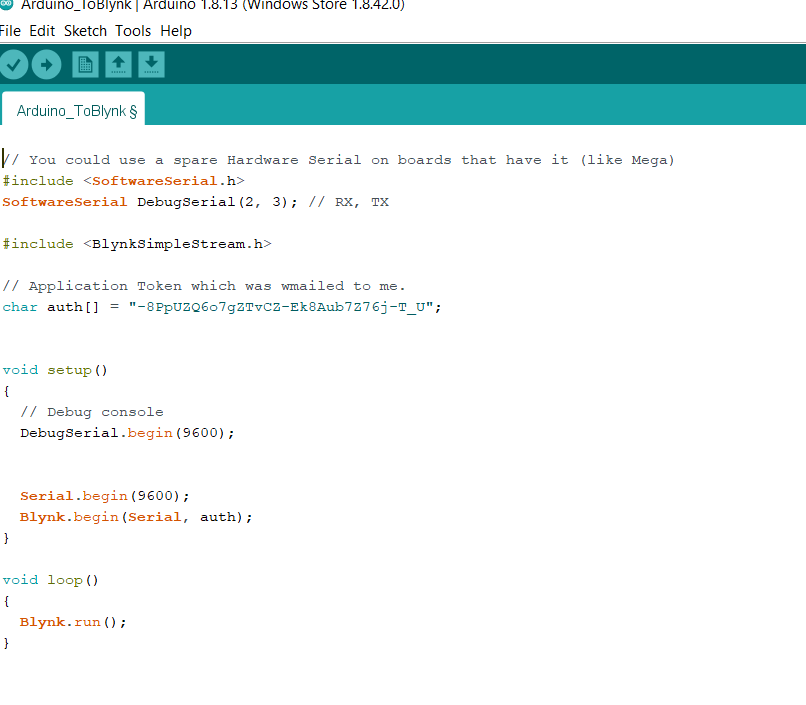 Arduino_ToBlynk | Arduino 1.8.13 (Windows Store 1.8.42.0)
File Edit Sketch Tools Help
Arduino_ToBlynk §
// You could use a spare Hardware Serial on boards that have it (like Mega)
#include <SoftwareSerial.h>
SoftwareSerial DebugSerial(2, 3); // RX, TX
#include <BlynkSimpleStream.h>
// Application Token which was wmailed to me.
char auth[] = "-8PpUZQ6o7gZTvCZ-Ek8Aub7Z76j-T_U";
void setup()
{
// Debug console
DebugSerial.begin(9600);
Serial.begin(9600);
Blynk.begin(Serial, auth);
}
void loop()
{
Blynk.run();
}